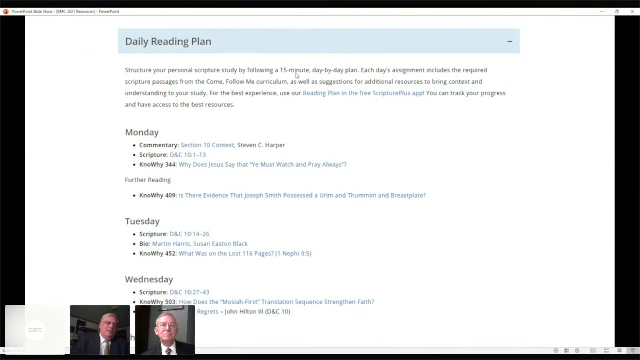 PowerPoint Slide Show - [VMC 2021 Resources] - PowerPoint
Daily Reading Plan
Structure your personal scripture study by following a 15-minute, day-by-day plan. Each day's assignment includes the required
scripture passages from the Come, Follow Me curriculum, as well as suggestions for additional resources to bring context and
understanding to your study. For the best experience, use our Reading Plan in the free ScripturePlus app! You can track your progress
and have access to the best resources.
Monday
• Commentary: Section 10 Context, Steven C. Harper
• Scripture: D&C 10:1–13
• KnoWhy 344: Why Does Jesus Say that "Ye Must Watch and Pray Always"?
Further Reading
• KnoWhy 409: Is There Evidence That Joseph Smith Possessed a Urim and Thummim and Breastplate?
Tuesday
• Scripture: D&C 10:14–26
• Bio: Martin Harris, Susan Easton Black
• KnoWhy 452: What Was on the Lost 116 Pages? (1 Nephi 9:5)
Wednesday
• Scripture: D&C 10:27–43
• KnoWhy 503: How Does the "Mosiah-First" Translation Sequence Strengthen Faith?
Regrets – John Hilton III (D&C 10)